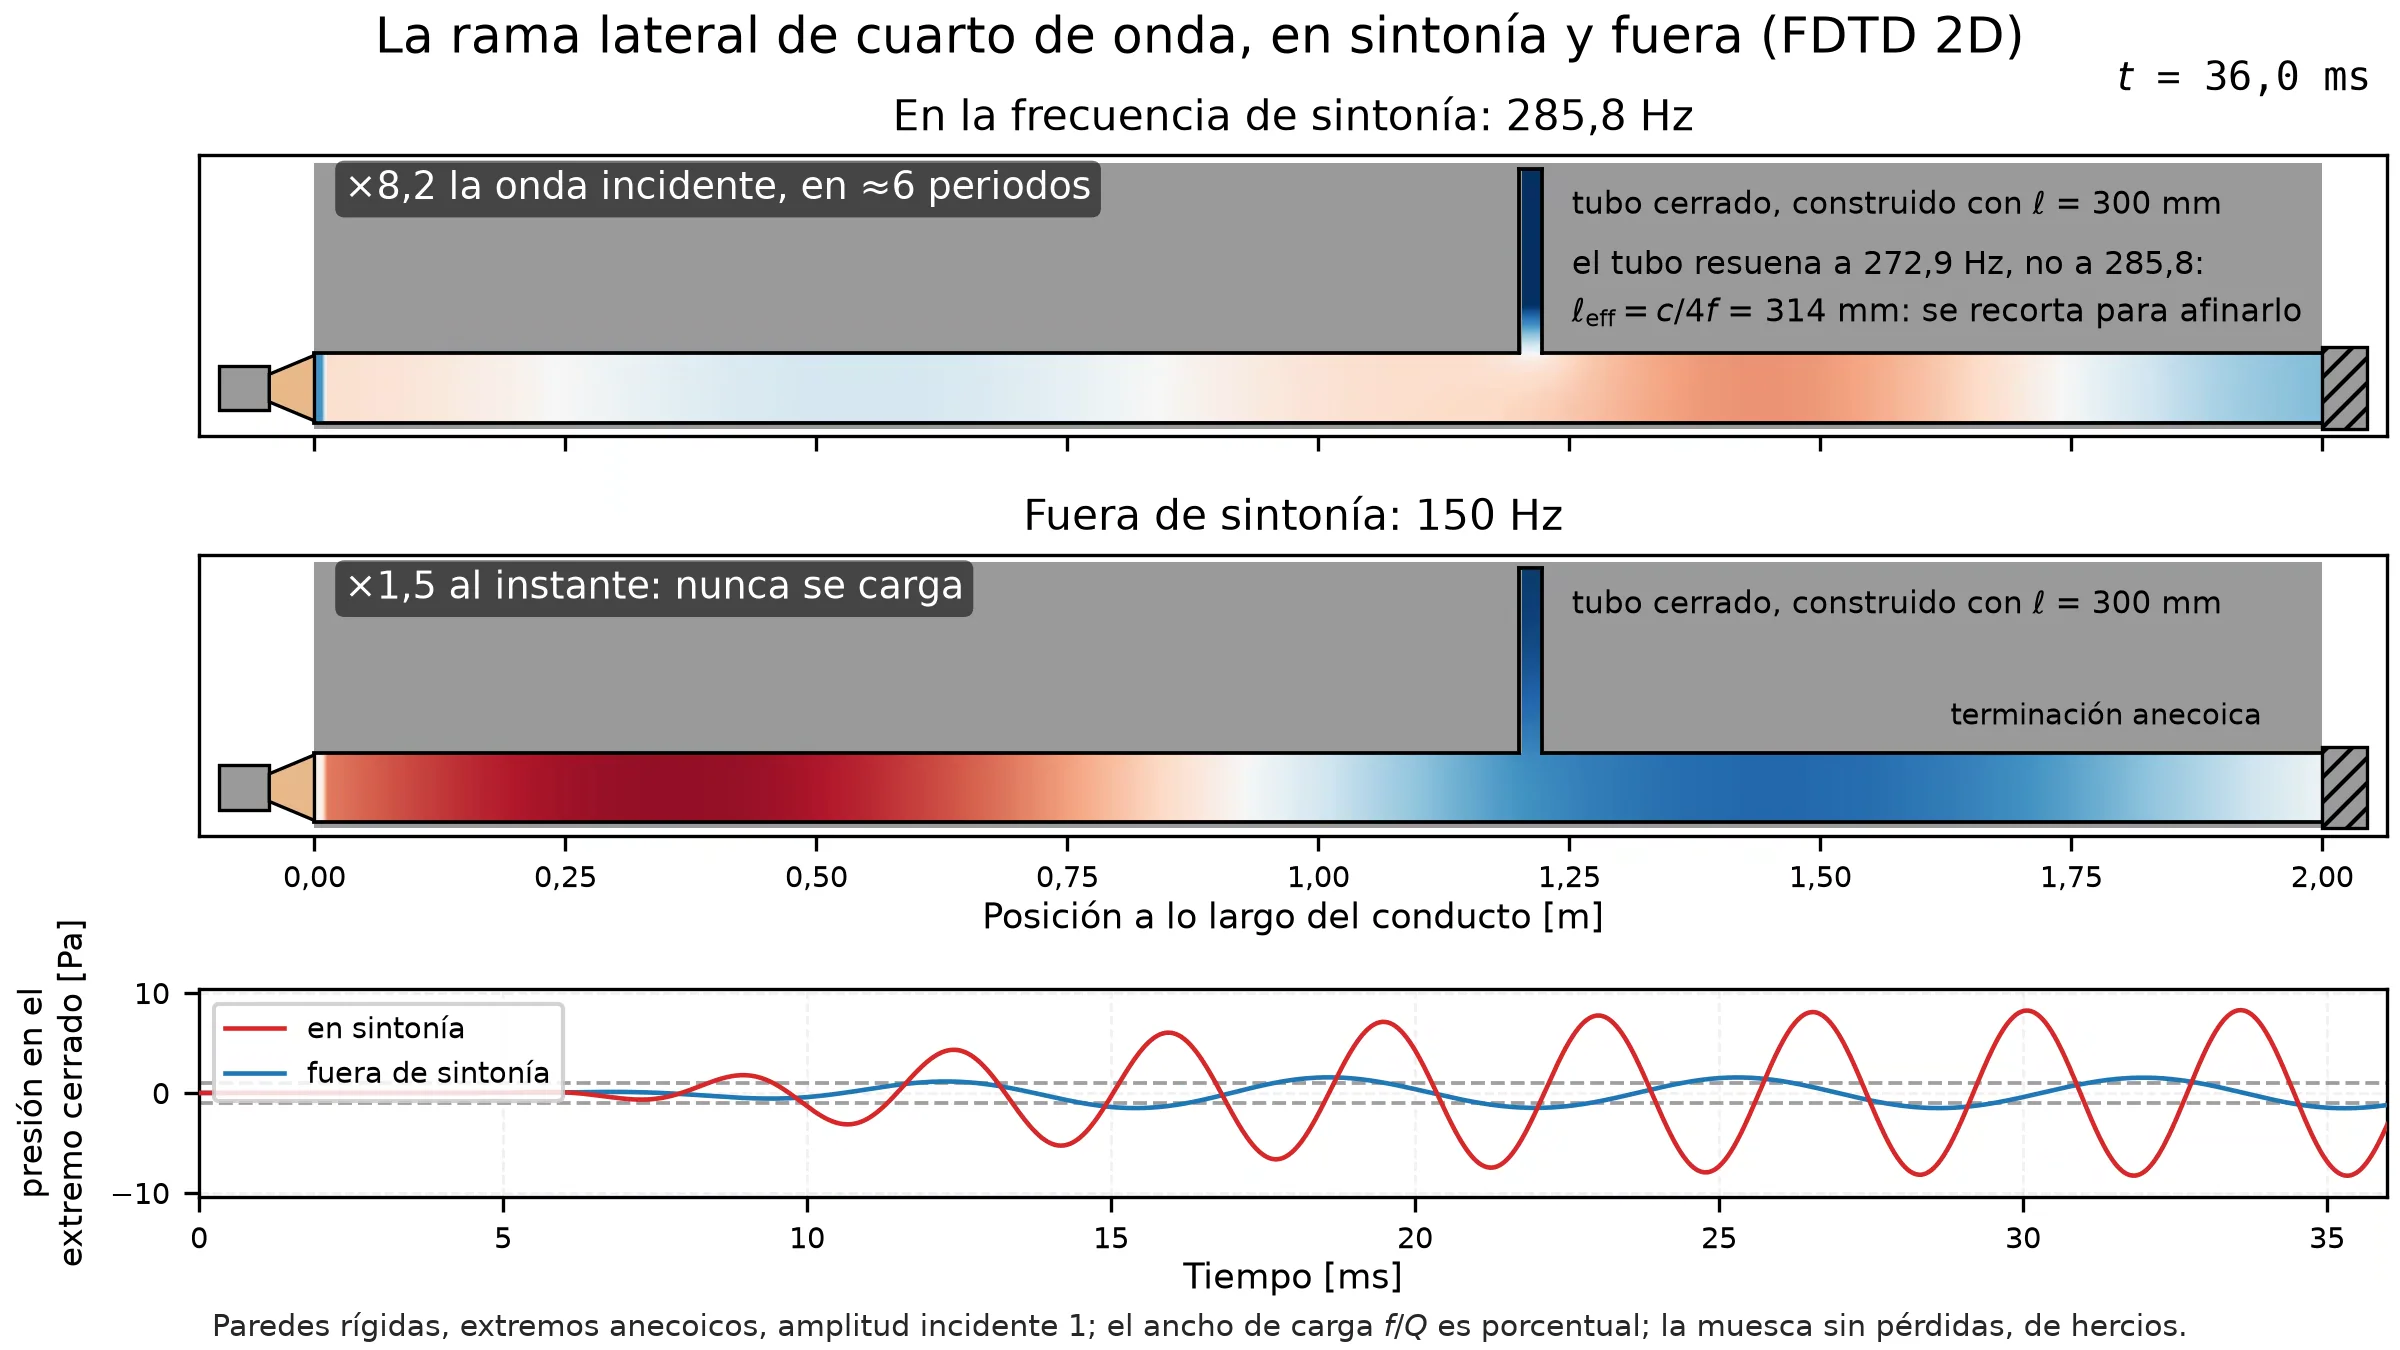 La rama lateral de cuarto de onda, en sintonía y fuera (FDTD 2D)
t = 36,0 ms
En la frecuencia de sintonía: 285,8 Hz
×8,2 la onda incidente, en ≈6 periodos
tubo cerrado, construido con ℓ = 300 mm
el tubo resuena a 272,9 Hz, no a 285,8:
ℓeff = c/4f = 314 mm: se recorta para afinarlo
Fuera de sintonía: 150 Hz
×1,5 al instante: nunca se carga
tubo cerrado, construido con ℓ = 300 mm
terminación anecoica
0,00 0,25 0,50 0,75 1,00 1,25 1,50 1,75 2,00
Posición a lo largo del conducto [m]
presión en el
extremo cerrado [Pa]
10
0
−10
en sintonía
fuera de sintonía
0 5 10 15 20 25 30 35
Tiempo [ms]
Paredes rígidas, extremos anecoicos, amplitud incidente 1; el ancho de carga f/Q es porcentual; la muesca sin pérdidas, de hercios.